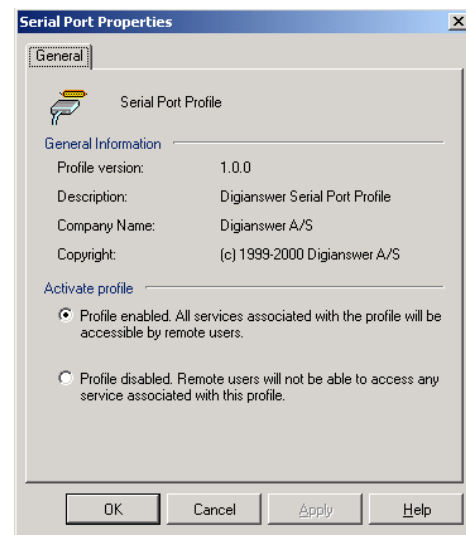 Serial Port Properties
General
Serial Port Profile
General Information
Profile version: 1.0.0
Description: Digianswer Serial Port Profile
Company Name: Digianswer A/S
Copyright: (c) 1999-2000 Digianswer A/S
Activate profile
Profile enabled. All services associated with the profile will be
accessible by remote users.
Profile disabled. Remote users will not be able to access any
service associated with this profile.
OK Cancel Apply Help